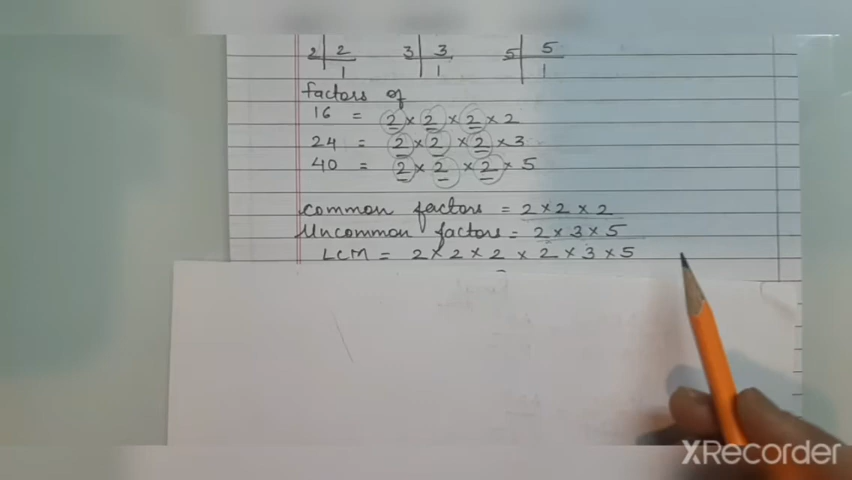 2 | 2 3 | 3 5 | 5
1 1 1
factors of
16 = 2 × 2 × 2 × 2
24 = 2 × 2 × 2 × 3
40 = 2 × 2 × 2 × 5
Common factors = 2 × 2 × 2
Uncommon factors = 2 × 3 × 5
LCM = 2 × 2 × 2 × 2 × 3 × 5
XRecorder